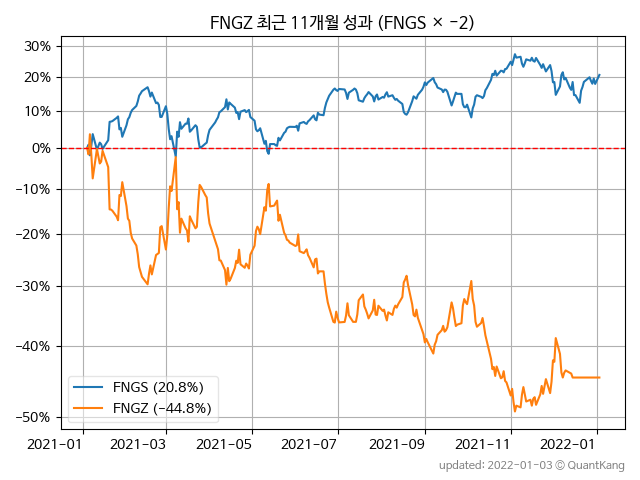 FNGZ 최근 11개월 성과 (FNGS × −2)
30%
20%
10%
0%
−10%
−20%
−30%
−40%
−50%
FNGS (20.8%)
FNGZ (−44.8%)
2021-01 2021-03 2021-05 2021-07 2021-09 2021-11 2022-01
updated: 2022-01-03 © QuantKang